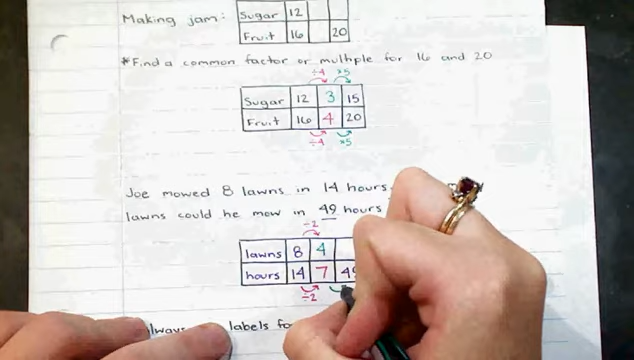 Making jam: Sugar 12
Fruit 16 20
*Find a common factor or multiple for 16 and 20
÷4 ×5
Sugar 12 3 15
Fruit 16 4 20
÷4 ×5
Joe mowed 8 lawns in 14 hours.
lawns could he mow in 49 hours
÷2
lawns 8 4
hours 14 7
÷2
labels